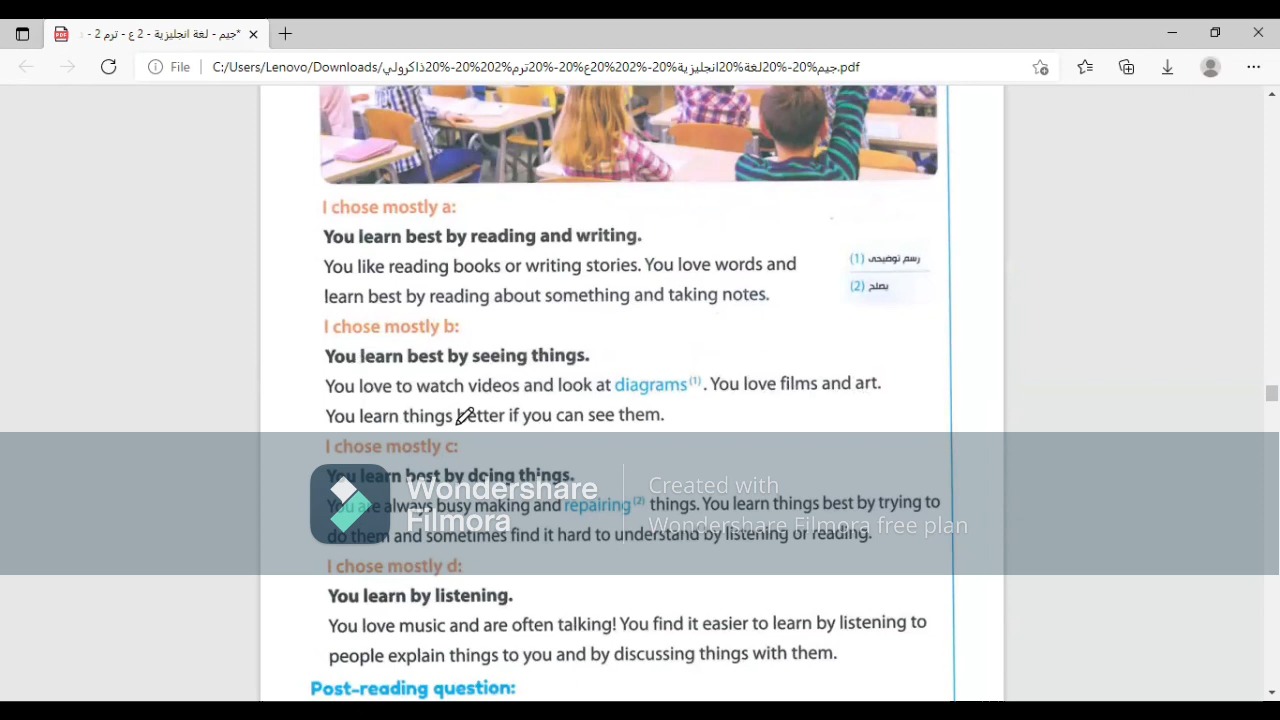 *جيم - لغة انجليزية - 2 ع - ترم 2 -
File
C:/Users/Lenovo/Downloads/جيم%20-%20لغة%20انجليزية%20-%202%20ع%20-%20ترم%202%20-%20ذاكرولي.pdf
I chose mostly a:
You learn best by reading and writing.
You like reading books or writing stories. You love words and
learn best by reading about something and taking notes.
(1) رسم توضيحى
(2) يصلح
I chose mostly b:
You learn best by seeing things.
You love to watch videos and look at diagrams(1). You love films and art.
You learn things better if you can see them.
I chose mostly c:
You learn best by doing things.
You are always busy making and repairing(2) things. You learn things best by trying to
do them and sometimes find it hard to understand by listening or reading.
Wondershare
Filmora
Created with
Wondershare Filmora free plan
I chose mostly d:
You learn by listening.
You love music and are often talking! You find it easier to learn by listening to
people explain things to you and by discussing things with them.
Post-reading question: